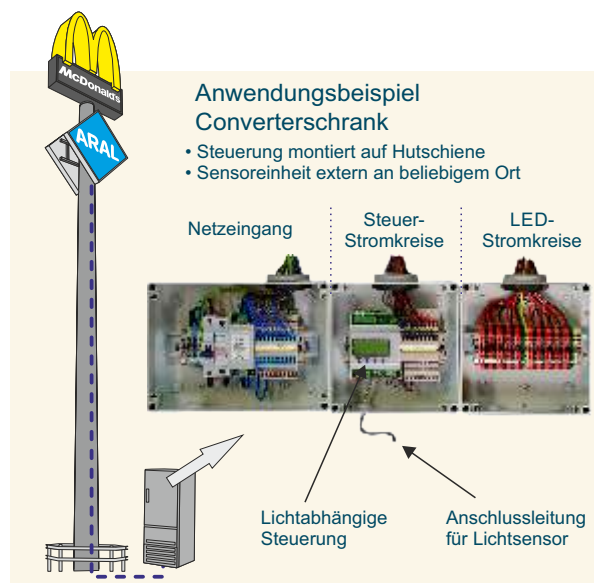 McDonald's
ARAL
Anwendungsbeispiel
Converterschrank
• Steuerung montiert auf Hutschiene
• Sensoreinheit extern an beliebigem Ort
Netzeingang
Steuer-
Stromkreise
LED-
Stromkreise
Lichtabhängige
Steuerung
Anschlussleitung
für Lichtsensor